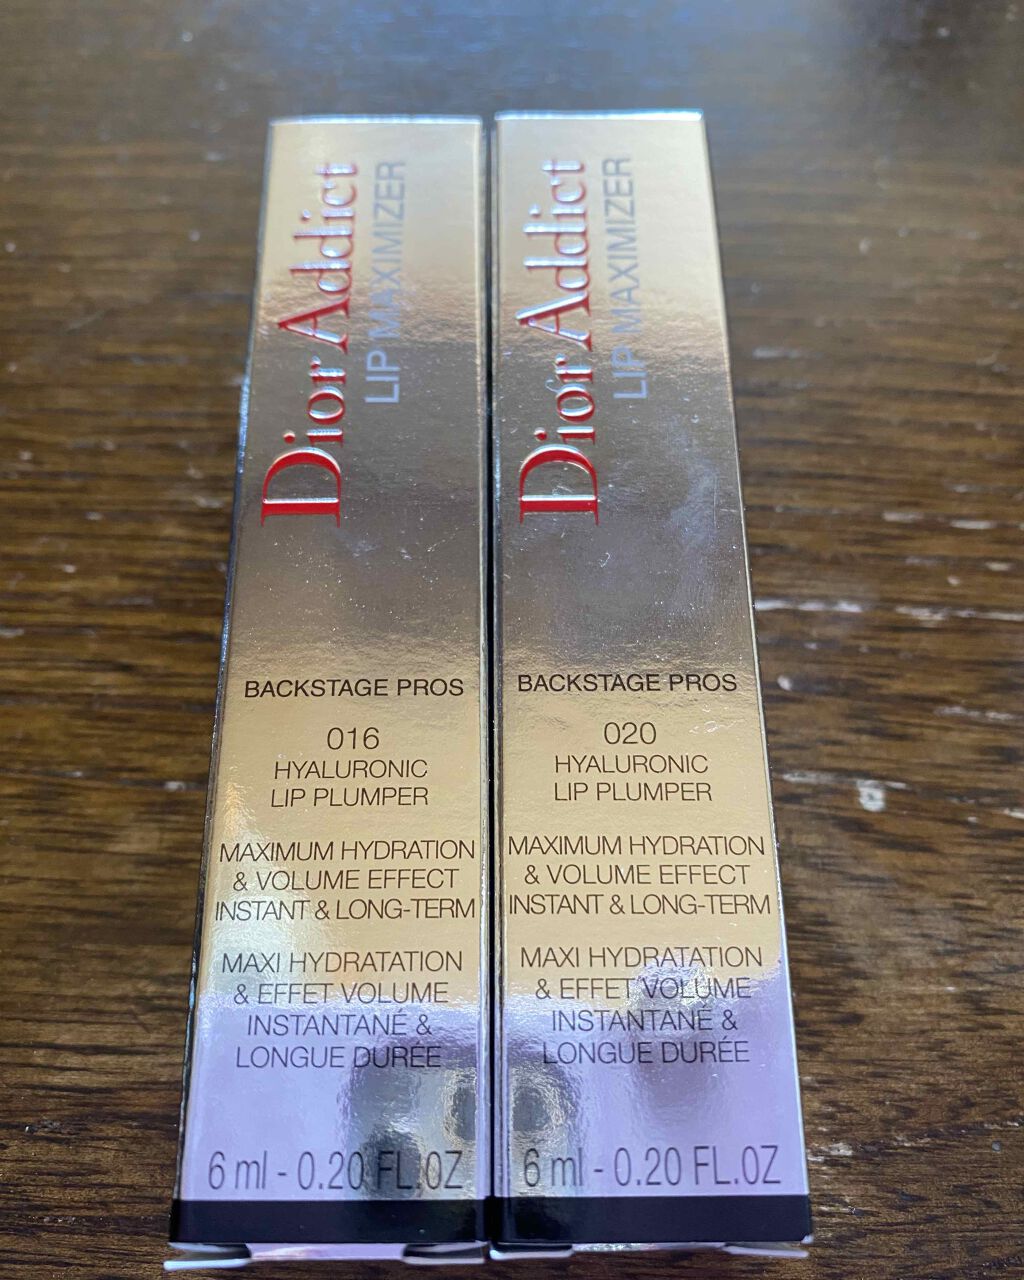 Dior Addict
LIP MAXIMIZER
BACKSTAGE PROS
016
HYALURONIC
LIP PLUMPER
MAXIMUM HYDRATION
& VOLUME EFFECT
INSTANT & LONG-TERM
MAXI HYDRATATION
& EFFET VOLUME
INSTANTANÉ &
LONGUE DURÉE
6 ml - 0.20 FL.OZ
Dior Addict
LIP MAXIMIZER
BACKSTAGE PROS
020
HYALURONIC
LIP PLUMPER
MAXIMUM HYDRATION
& VOLUME EFFECT
INSTANT & LONG-TERM
MAXI HYDRATATION
& EFFET VOLUME
INSTANTANÉ &
LONGUE DURÉE
6 ml - 0.20 FL.OZ